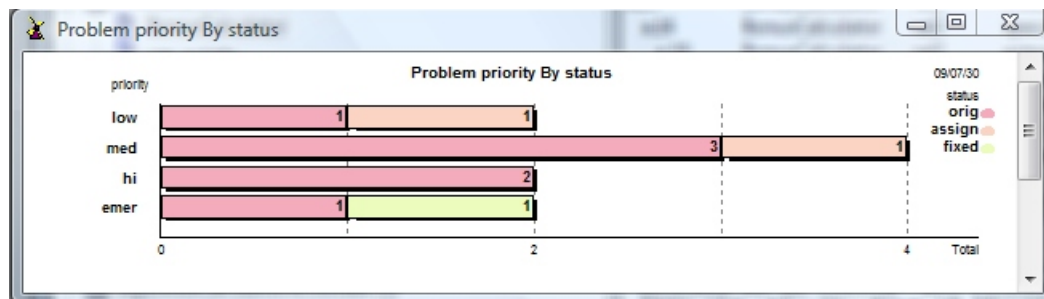 Problem priority By status
Problem priority By status
09/07/30
priority
status
orig
assign
fixed
low 1 1
med 3 1
hi 2
emer 1 1
0 2 4 Total